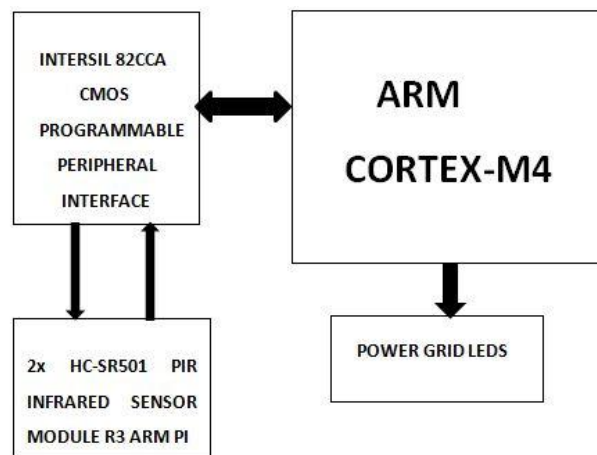 INTERSIL 82CCA
CMOS
PROGRAMMABLE
PERIPHERAL
INTERFACE
ARM
CORTEX-M4
2x HC-SR501 PIR
INFRARED SENSOR
MODULE R3 ARM PI
POWER GRID LEDS